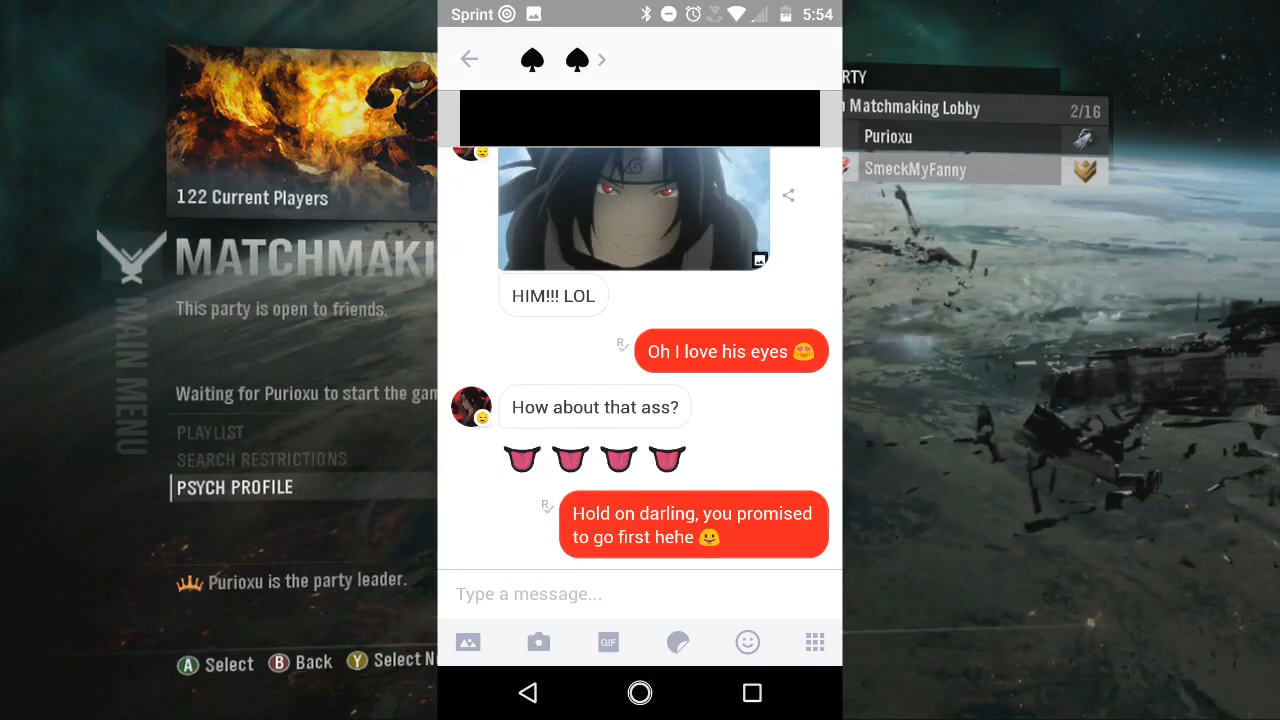 Sprint 5:54
122 Current Players
MATCHMAKI
This party is open to friends.
MAIN MENU
Waiting for Purioxu to start the gam
PLAYLIST
SEARCH RESTRICTIONS
PSYCH PROFILE
Purioxu is the party leader.
A Select B Back Y Select N
HIM!!! LOL
R
Oh I love his eyes 😍
How about that ass?
👅 👅 👅 👅
R
Hold on darling, you promised
to go first hehe 😀
Type a message...
GIF
RTY
n Matchmaking Lobby 2/16
Purioxu
SmeckMyFanny